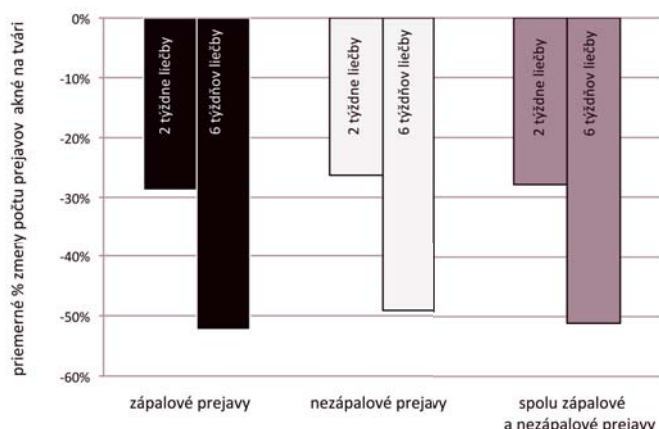 priemerné % zmeny počtu prejavov akné na tvári
0%
-10%
-20%
-30%
-40%
-50%
-60%
2 týždne liečby
6 týždňov liečby
2 týždne liečby
6 týždňov liečby
2 týždne liečby
6 týždňov liečby
zápalové prejavy
nezápalové prejavy
spolu zápalové
a nezápalové prejavy